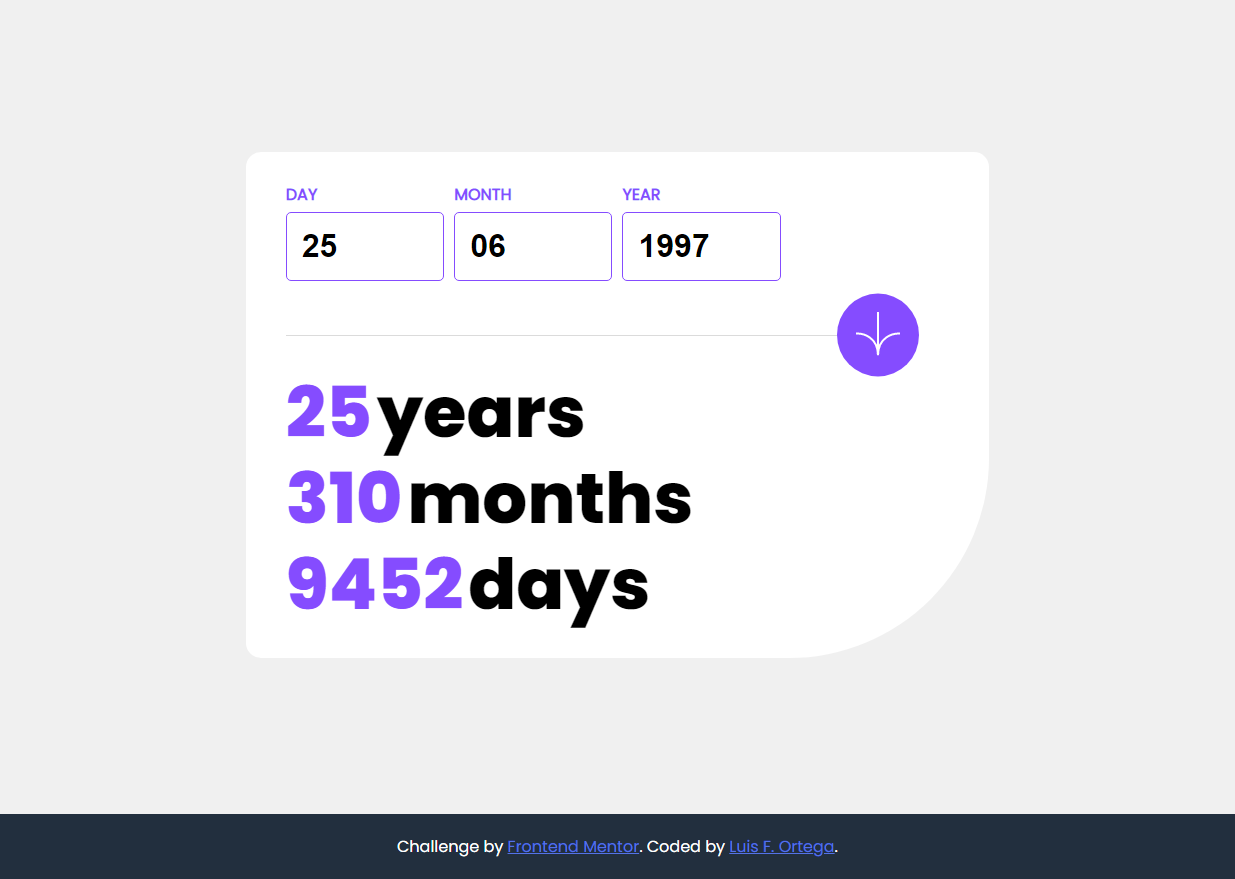 DAY MONTH YEAR
25 06 1997
25 years
310 months
9452 days
Challenge by Frontend Mentor. Coded by Luis F. Ortega.